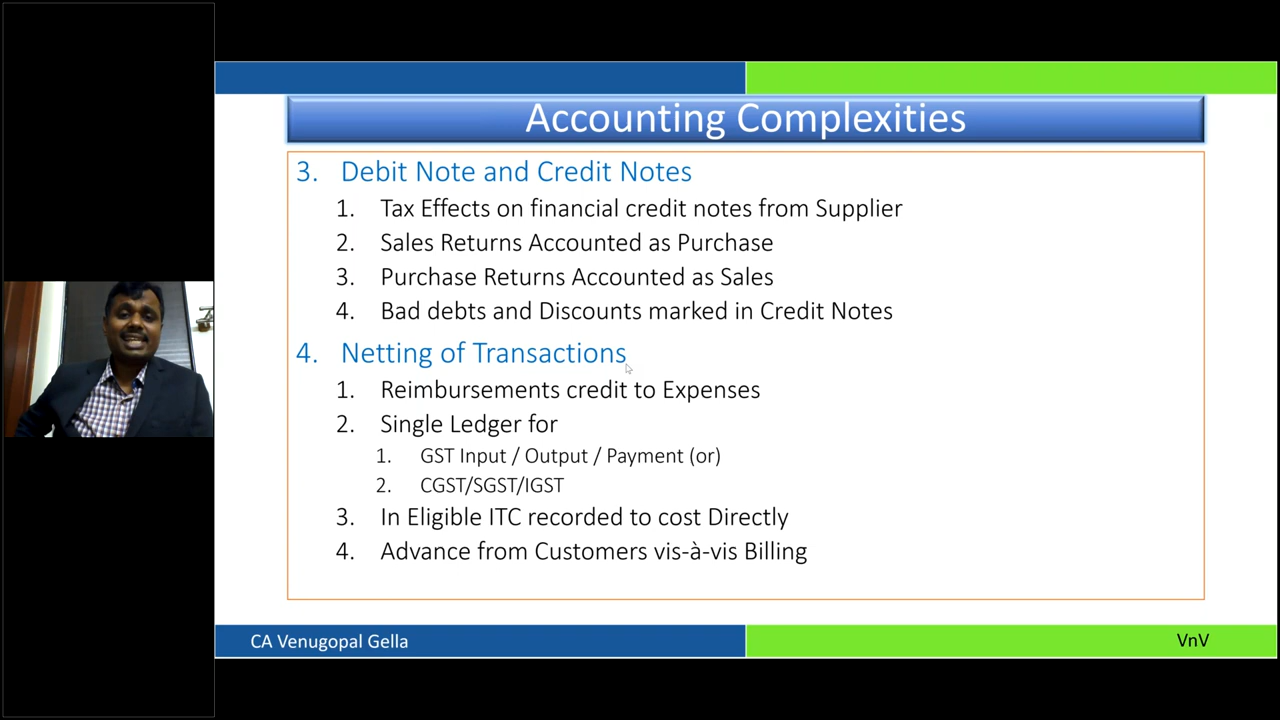 Accounting Complexities
3. Debit Note and Credit Notes
1. Tax Effects on financial credit notes from Supplier
2. Sales Returns Accounted as Purchase
3. Purchase Returns Accounted as Sales
4. Bad debts and Discounts marked in Credit Notes
4. Netting of Transactions
1. Reimbursements credit to Expenses
2. Single Ledger for
1. GST Input / Output / Payment (or)
2. CGST/SGST/IGST
3. In Eligible ITC recorded to cost Directly
4. Advance from Customers vis-à-vis Billing
CA Venugopal Gella
VnV